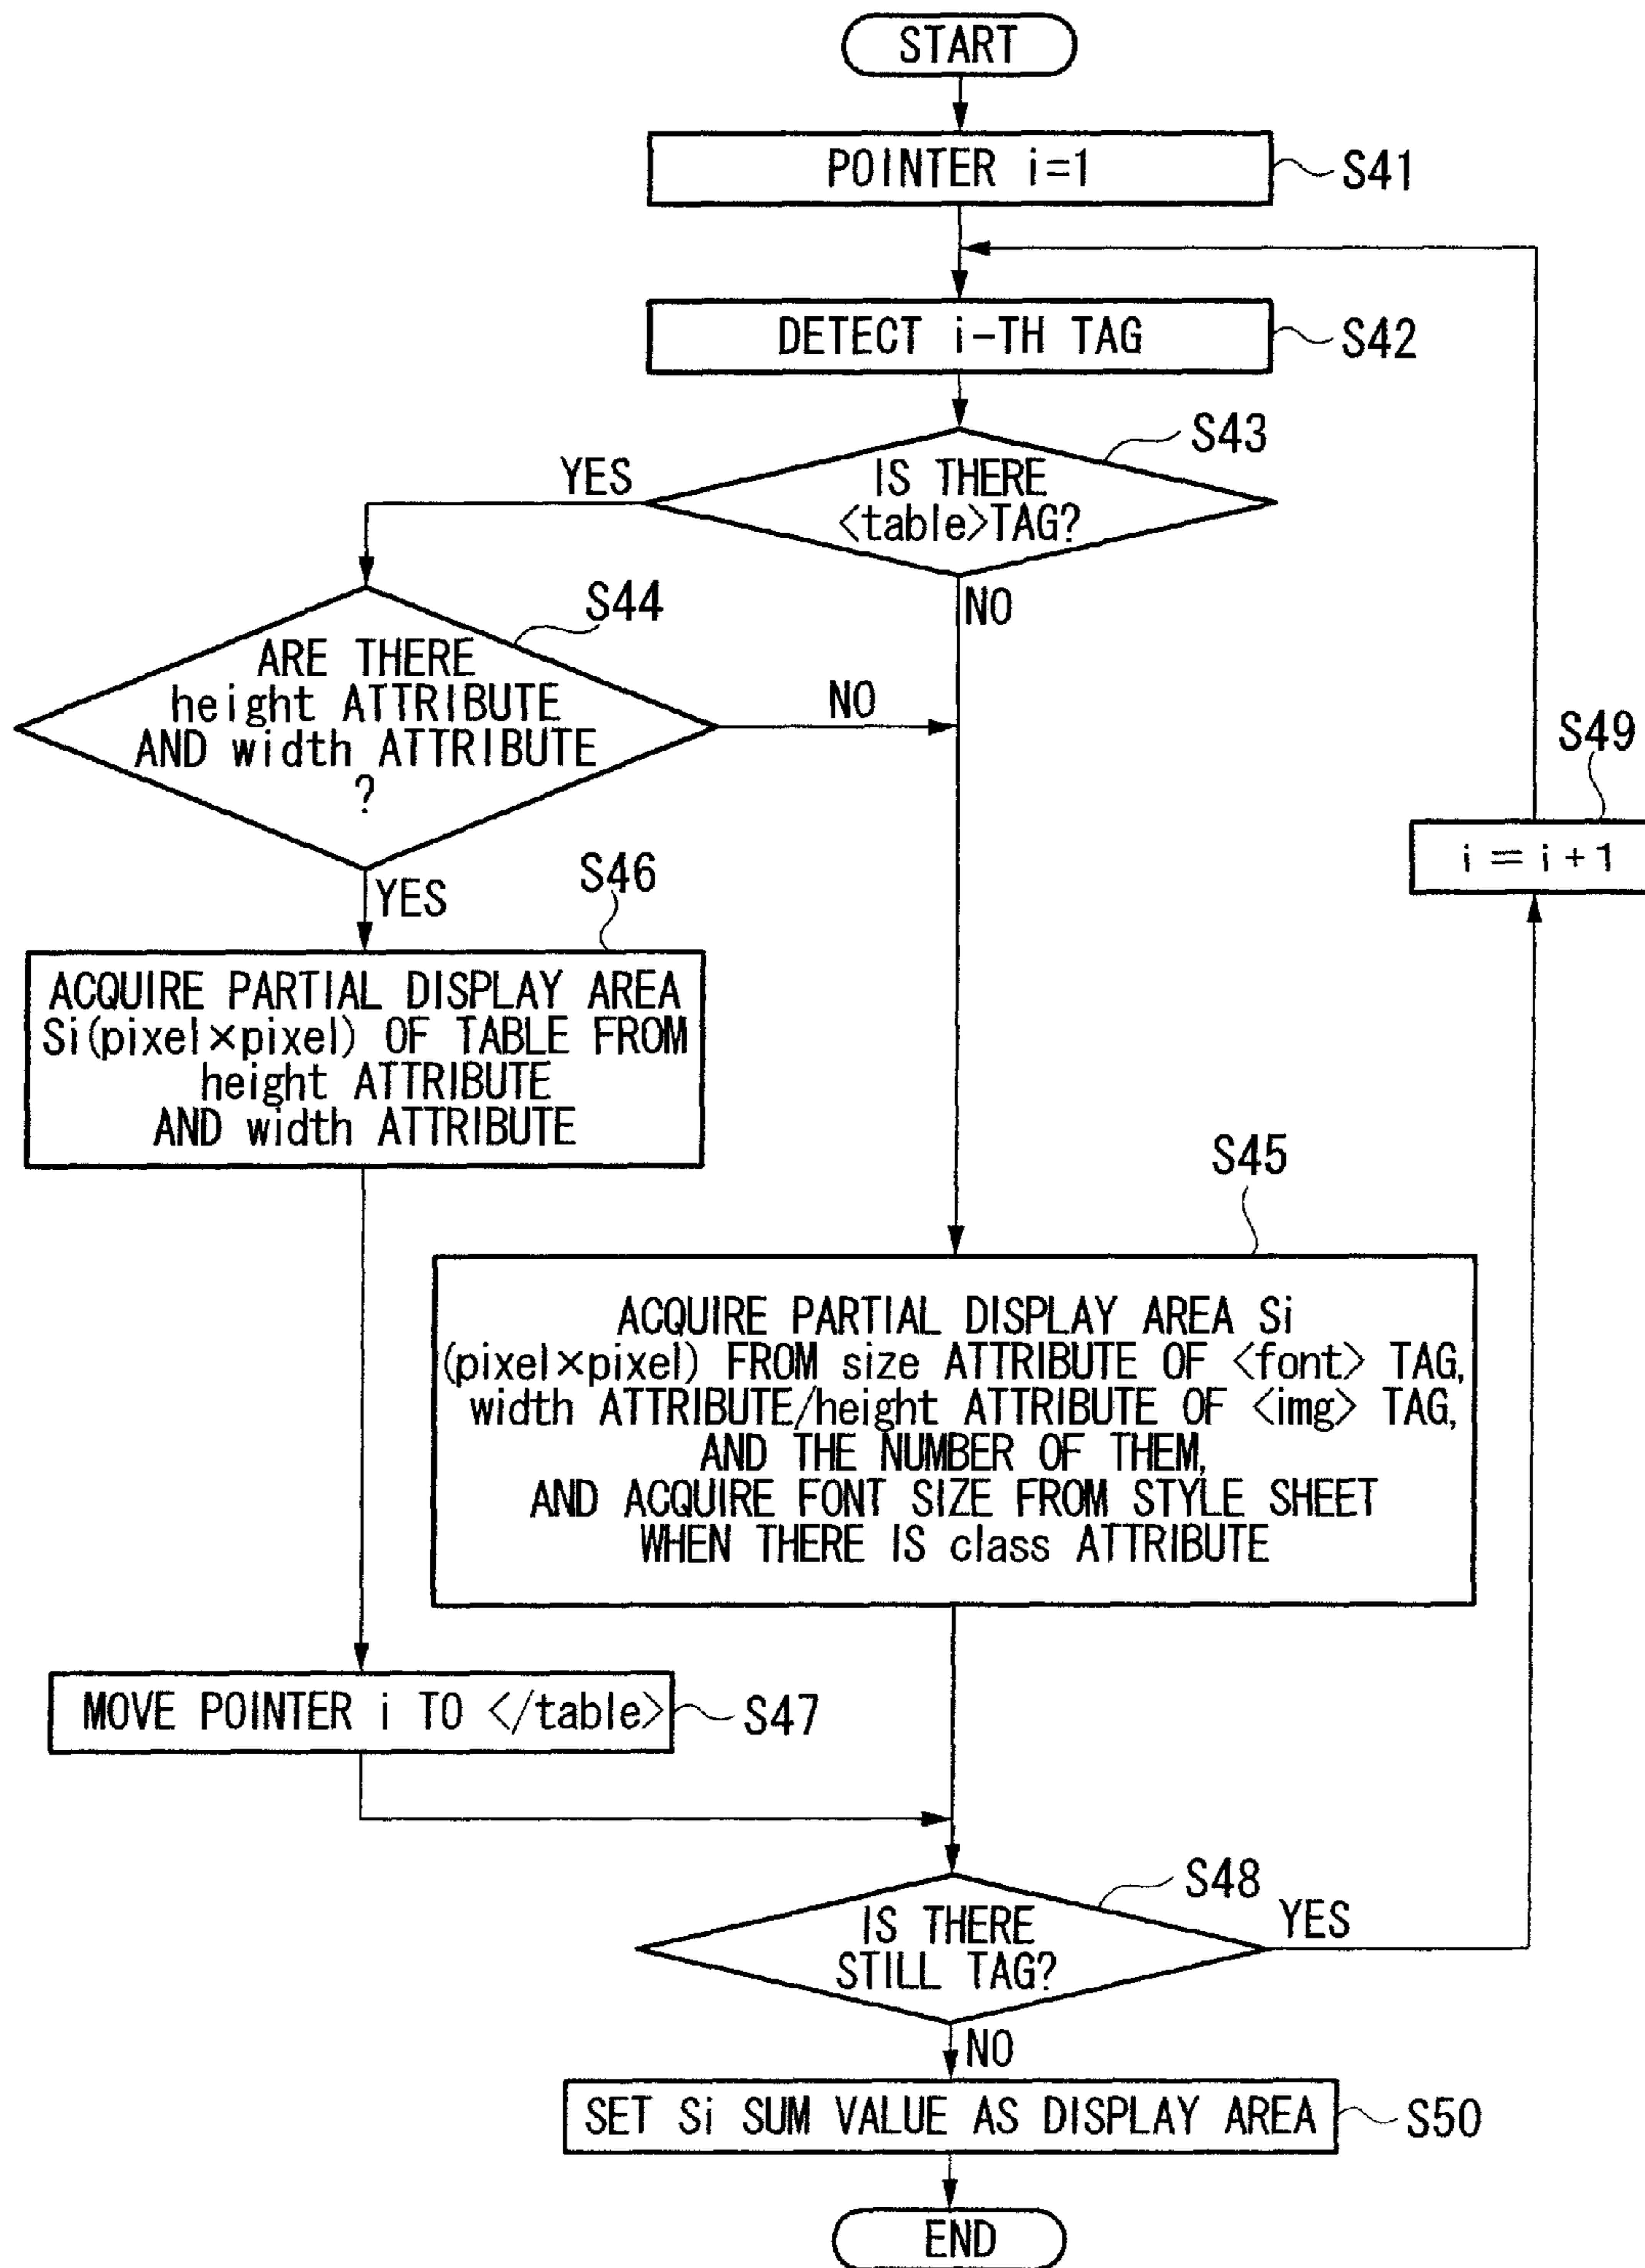 START
POINTER i=1
S41
DETECT i-TH TAG
S42
S43
IS THERE
<table>TAG?
YES
NO
S44
ARE THERE
height ATTRIBUTE
AND width ATTRIBUTE
?
NO
YES
S49
i = i + 1
S46
ACQUIRE PARTIAL DISPLAY AREA
Si(pixel×pixel) OF TABLE FROM
height ATTRIBUTE
AND width ATTRIBUTE
S45
ACQUIRE PARTIAL DISPLAY AREA Si
(pixel×pixel) FROM size ATTRIBUTE OF <font> TAG,
width ATTRIBUTE/height ATTRIBUTE OF <img> TAG,
AND THE NUMBER OF THEM,
AND ACQUIRE FONT SIZE FROM STYLE SHEET
WHEN THERE IS class ATTRIBUTE
MOVE POINTER i TO </table>
S47
S48
IS THERE
STILL TAG?
YES
NO
SET Si SUM VALUE AS DISPLAY AREA
S50
END